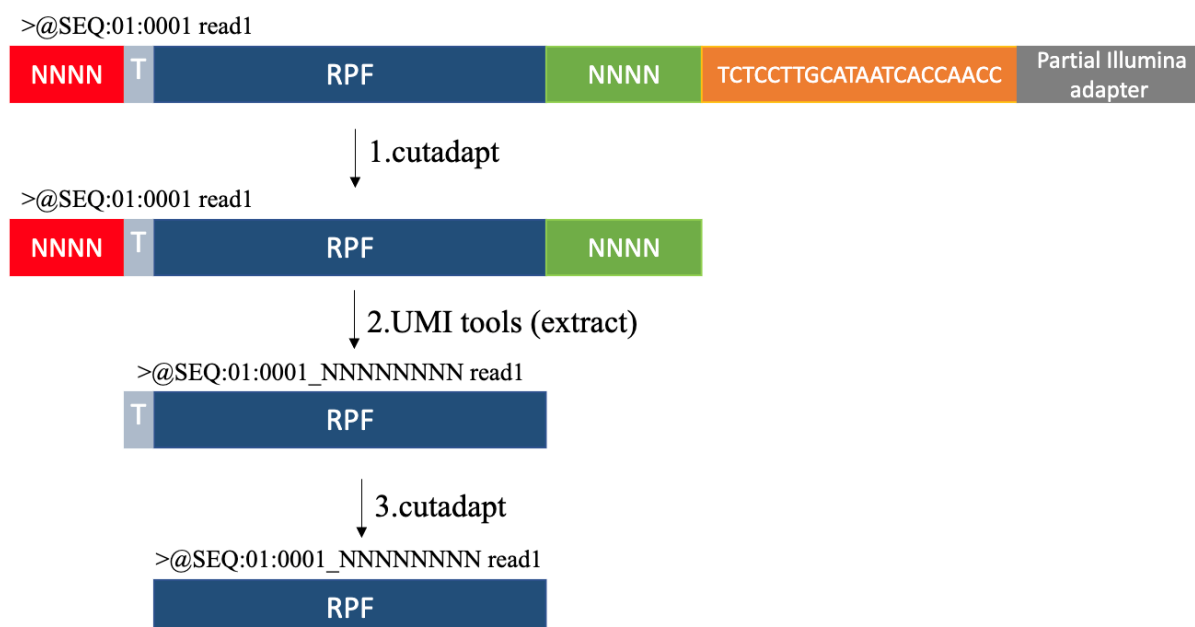 >@SEQ:01:0001 read1
NNNN T RPF NNNN TCTCCTTGCATAATCACCAACC Partial Illumina
adapter
1.cutadapt
>@SEQ:01:0001 read1
NNNN T RPF NNNN
2.UMI tools (extract)
>@SEQ:01:0001_NNNNNNNN read1
T RPF
3.cutadapt
>@SEQ:01:0001_NNNNNNNN read1
RPF